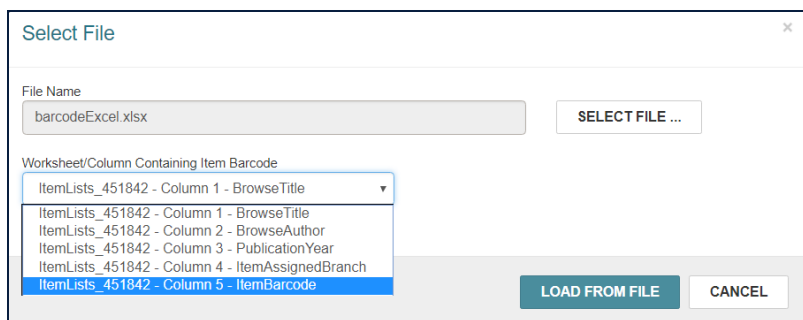 Select File
×
File Name
barcodeExcel.xlsx
SELECT FILE ...
Worksheet/Column Containing Item Barcode
ItemLists_451842 - Column 1 - BrowseTitle
ItemLists_451842 - Column 1 - BrowseTitle
ItemLists_451842 - Column 2 - BrowseAuthor
ItemLists_451842 - Column 3 - PublicationYear
ItemLists_451842 - Column 4 - ItemAssignedBranch
ItemLists_451842 - Column 5 - ItemBarcode
LOAD FROM FILE
CANCEL